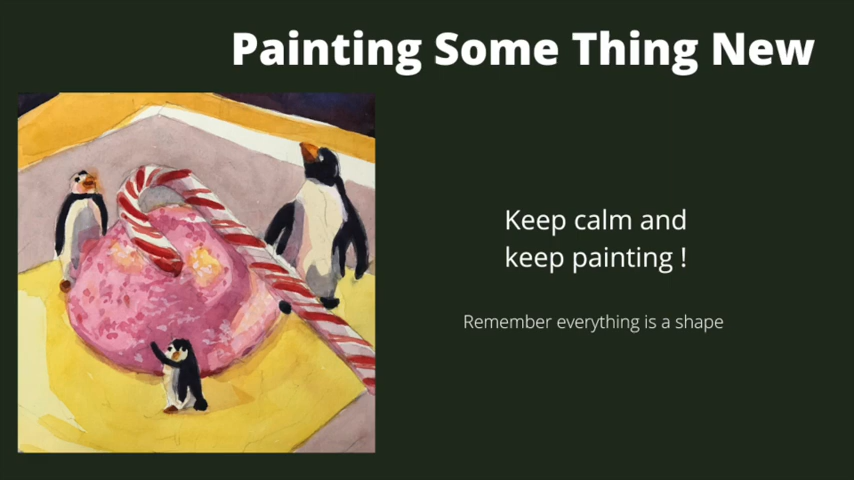 Painting Some Thing New
Keep calm and
keep painting !
Remember everything is a shape